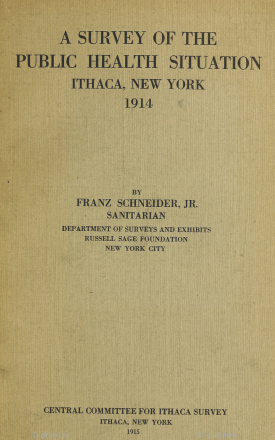 A SURVEY OF THE
PUBLIC HEALTH SITUATION
ITHACA, NEW YORK
1914
BY
FRANZ SCHNEIDER, JR.
SANITARIAN
DEPARTMENT OF SURVEYS AND EXHIBITS
RUSSELL SAGE FOUNDATION
NEW YORK CITY
CENTRAL COMMITTEE FOR ITHACA SURVEY
ITHACA, NEW YORK
1915